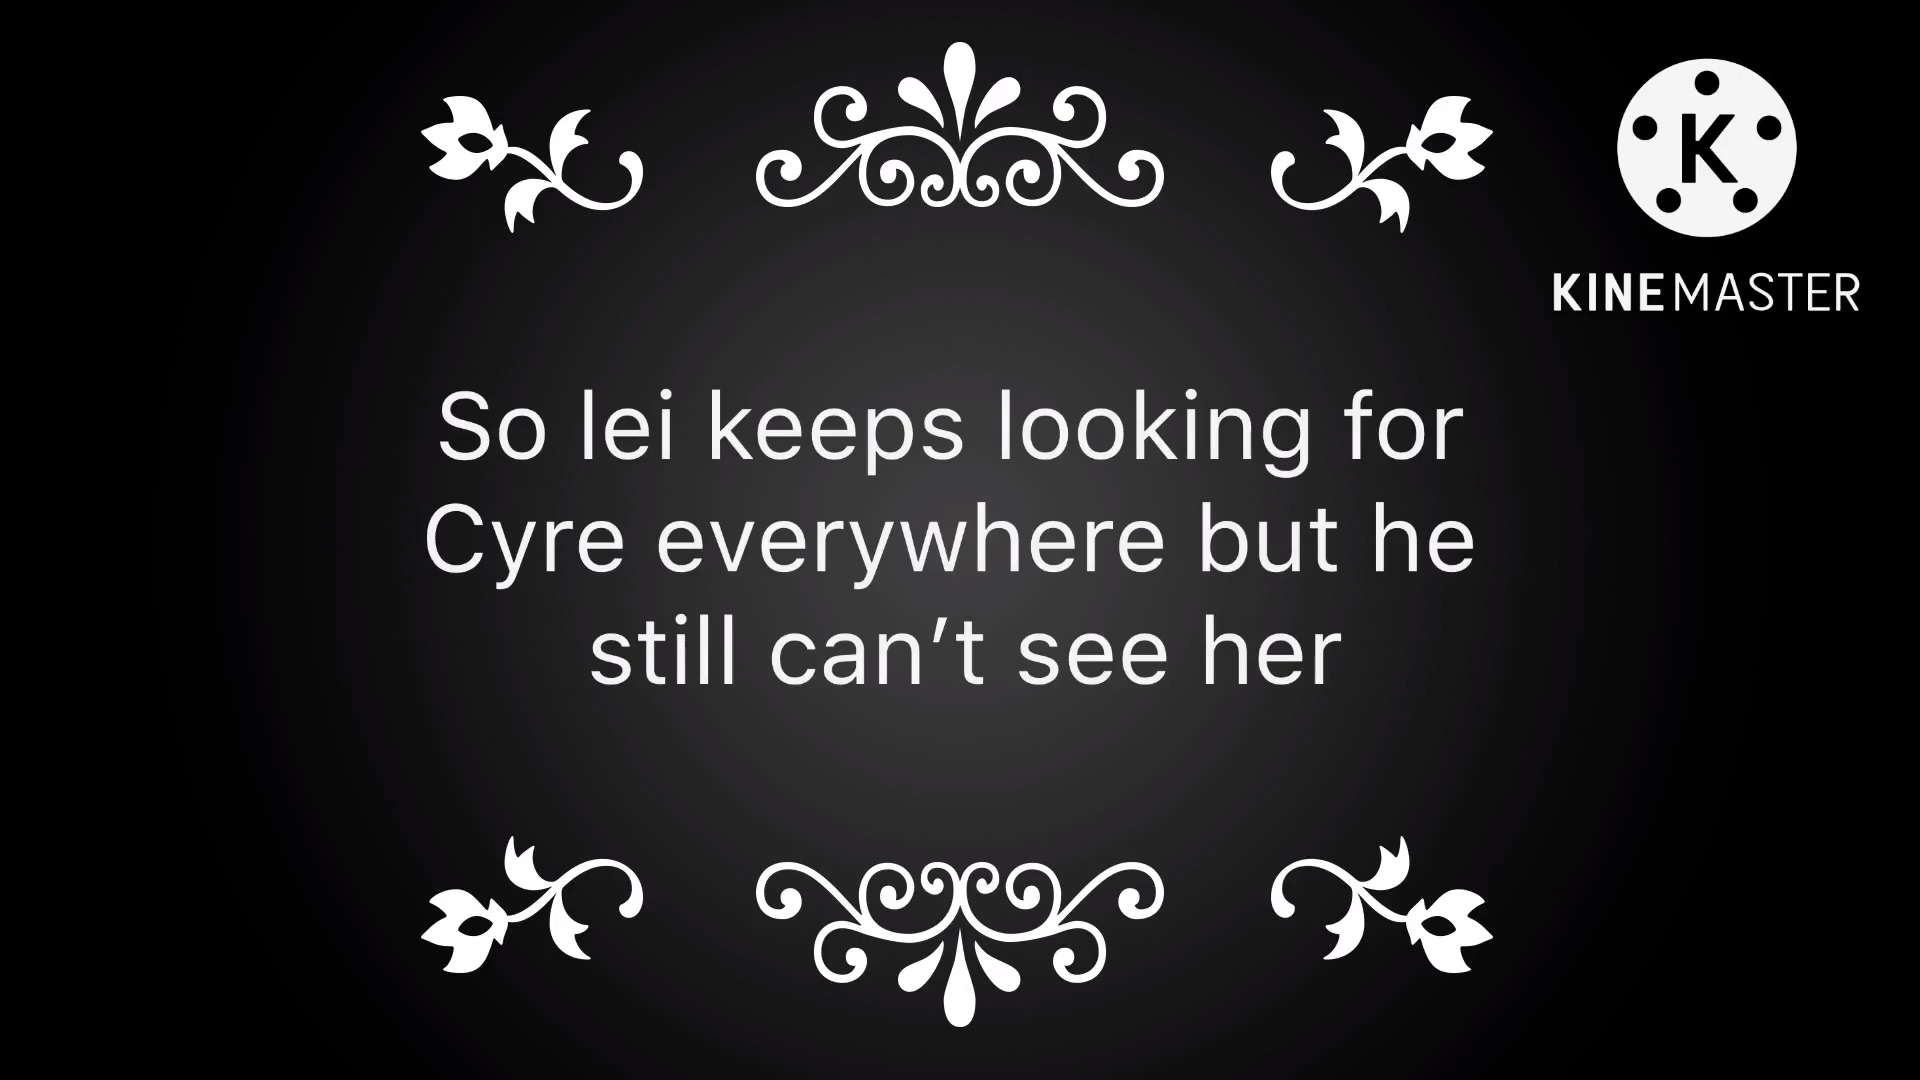 K
KINEMASTER
So lei keeps looking for
Cyre everywhere but he
still can’t see her